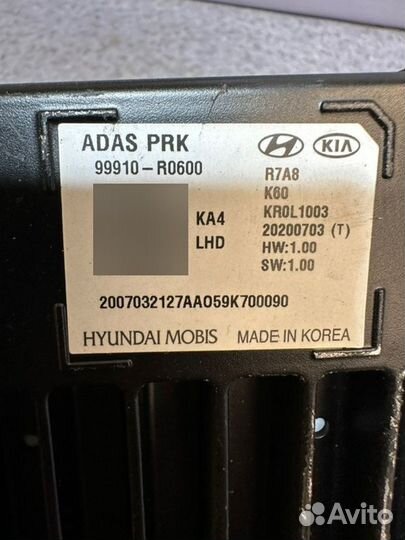 ADAS PRK
99910-R0600
KIA
R7A8
K60
KR0L1003
20200703 (T)
HW:1.00
SW:1.00
KA4
LHD
2007032127AAO59K700090
HYUNDAI MOBIS MADE IN KOREA
Avito